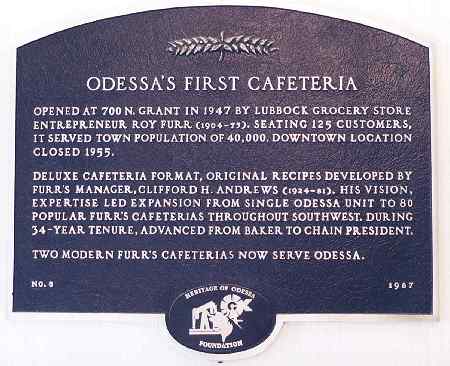 ODESSA'S FIRST CAFETERIA
OPENED AT 700 N. GRANT IN 1947 BY LUBBOCK GROCERY STORE
ENTREPRENEUR ROY FURR (1904-75). SEATING 125 CUSTOMERS,
IT SERVED TOWN POPULATION OF 40,000. DOWNTOWN LOCATION
CLOSED 1955.
DELUXE CAFETERIA FORMAT, ORIGINAL RECIPES DEVELOPED BY
FURR'S MANAGER, CLIFFORD H. ANDREWS (1924-81). HIS VISION,
EXPERTISE LED EXPANSION FROM SINGLE ODESSA UNIT TO 80
POPULAR FURR'S CAFETERIAS THROUGHOUT SOUTHWEST. DURING
34-YEAR TENURE, ADVANCED FROM BAKER TO CHAIN PRESIDENT.
TWO MODERN FURR'S CAFETERIAS NOW SERVE ODESSA.
NO. 8 1987
HERITAGE OF ODESSA
FOUNDATION